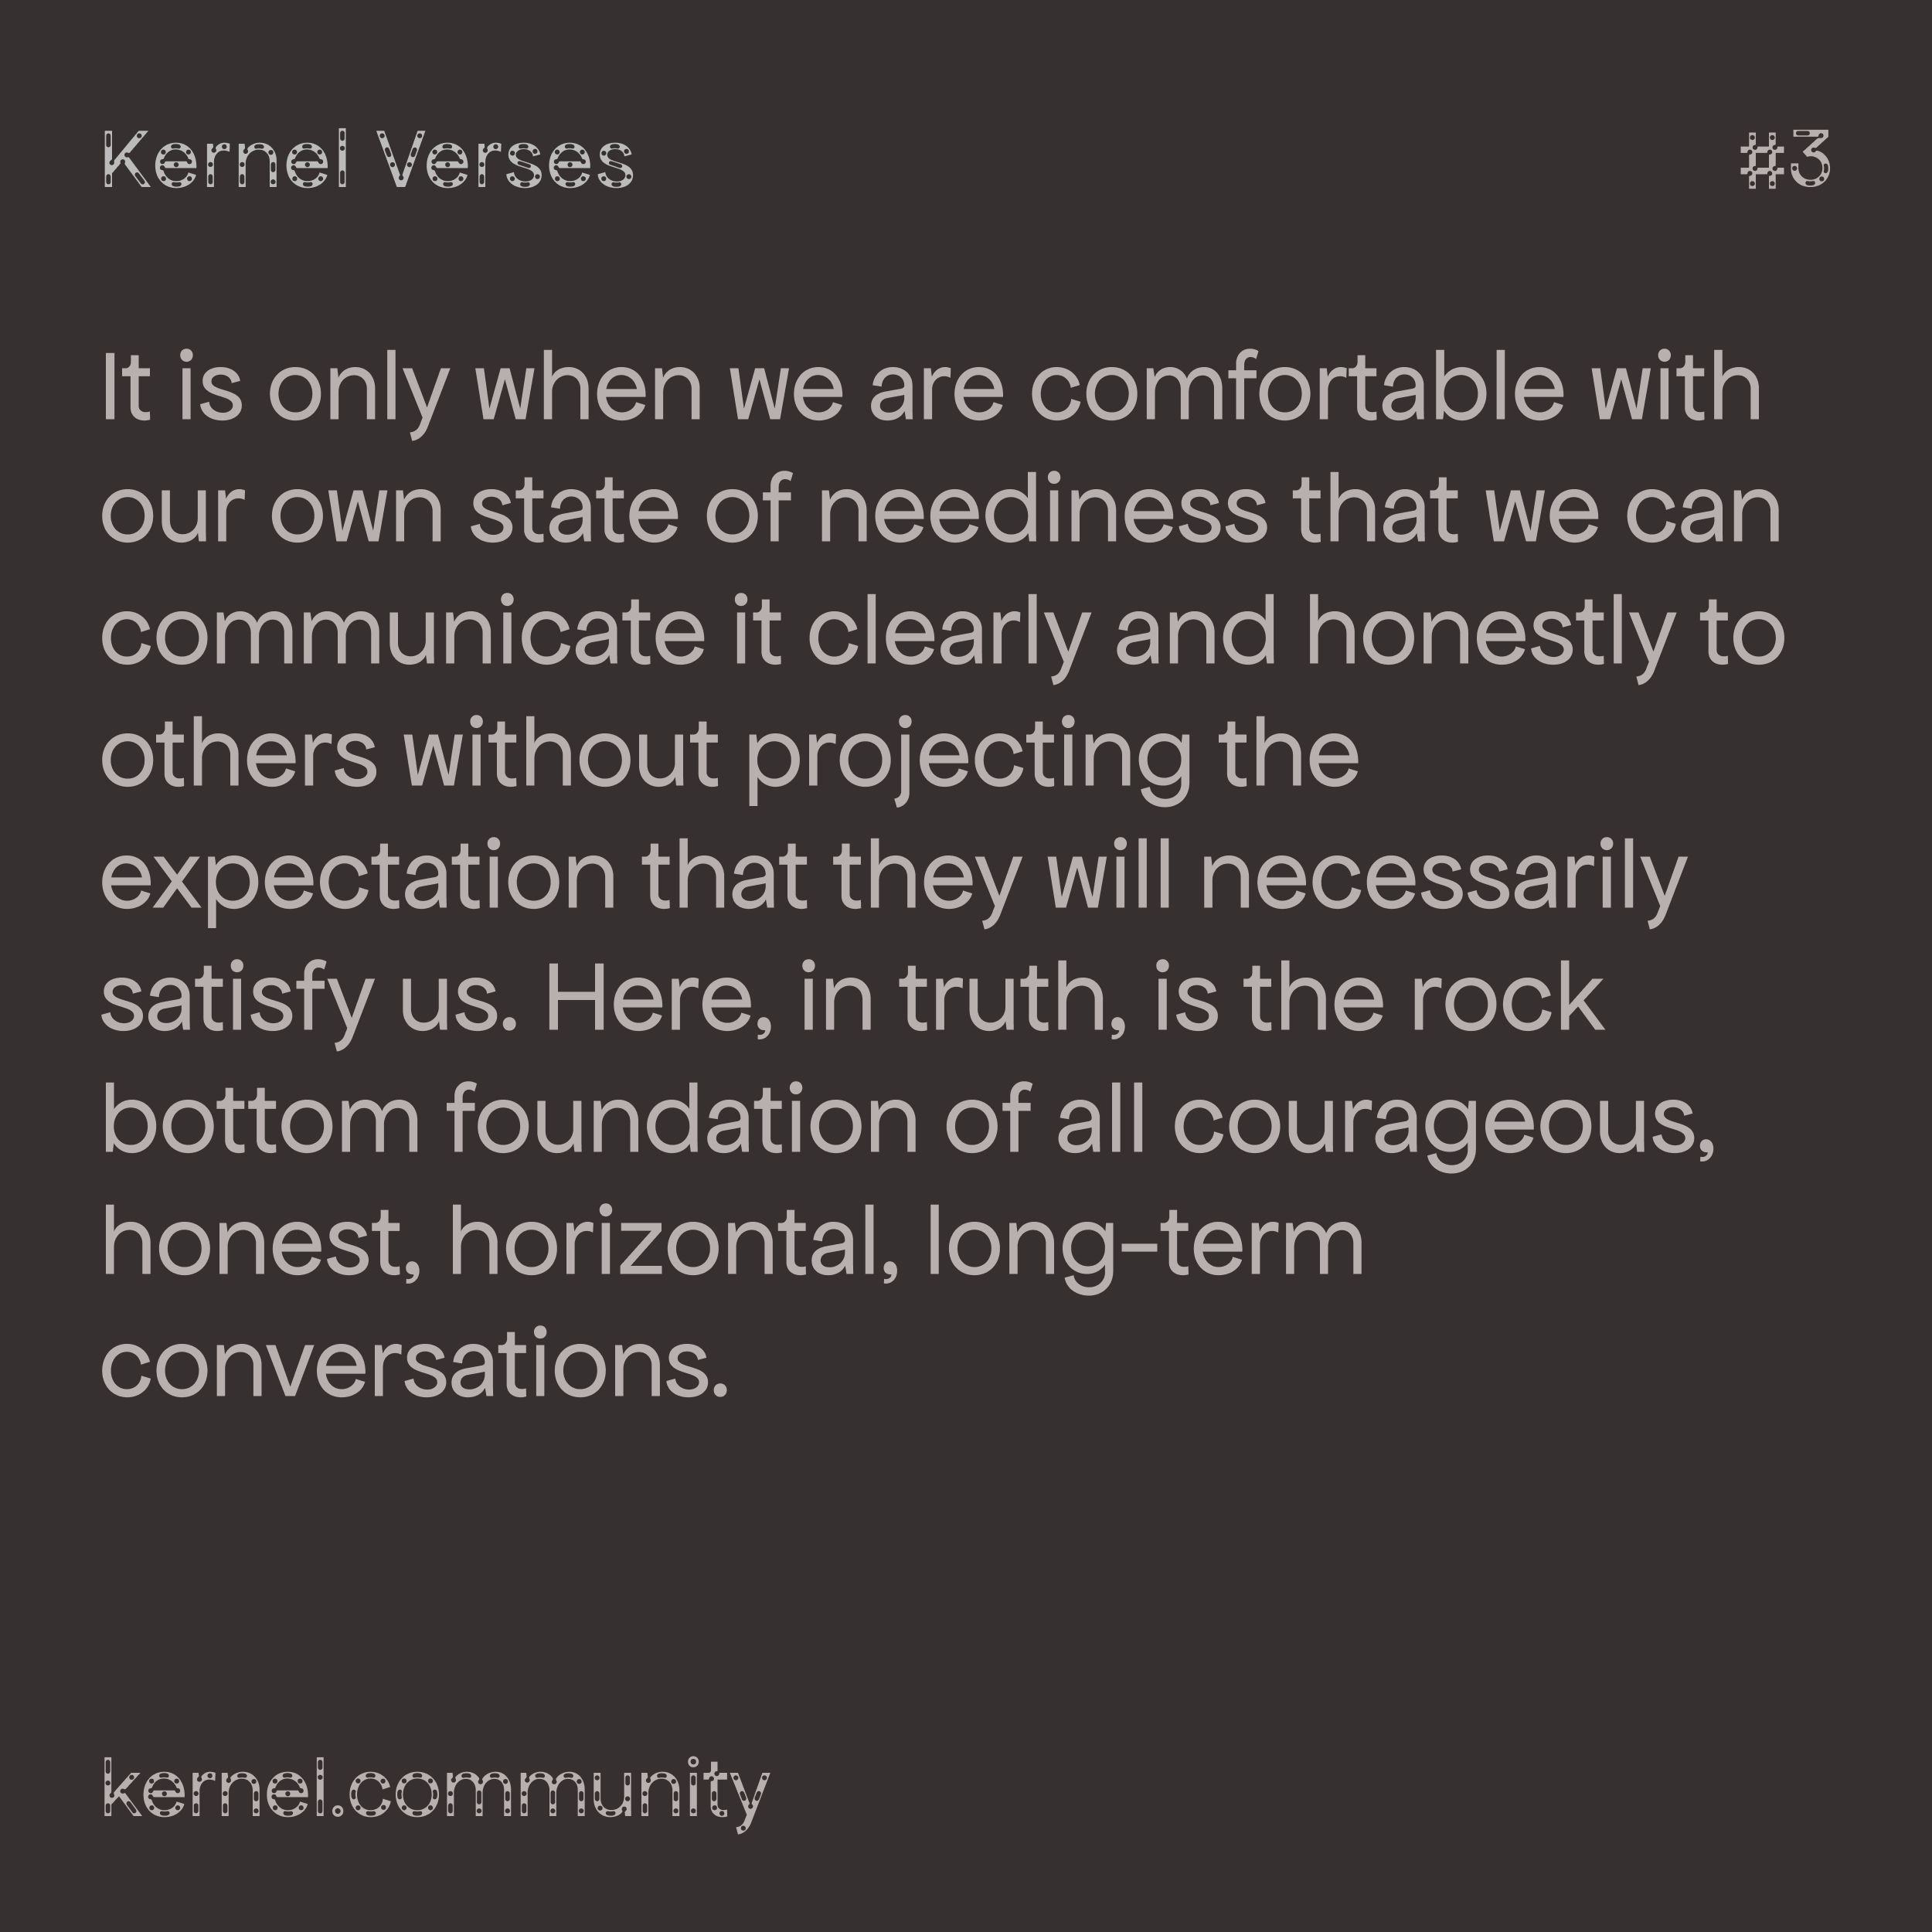 Kernel Verses #3
It is only when we are comfortable with
our own state of neediness that we can
communicate it clearly and honestly to
others without projecting the
expectation that they will necessarily
satisfy us. Here, in truth, is the rock
bottom foundation of all courageous,
honest, horizontal, long-term
conversations.
kernel.community